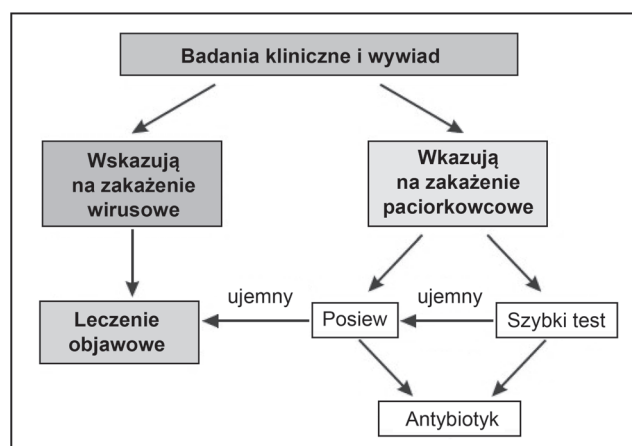 Badania kliniczne i wywiad
Wskazują
na zakażenie
wirusowe
Wkazują
na zakażenie
paciorkowcowe
Leczenie
objawowe
ujemny
Posiew
ujemny
Szybki test
Antybiotyk